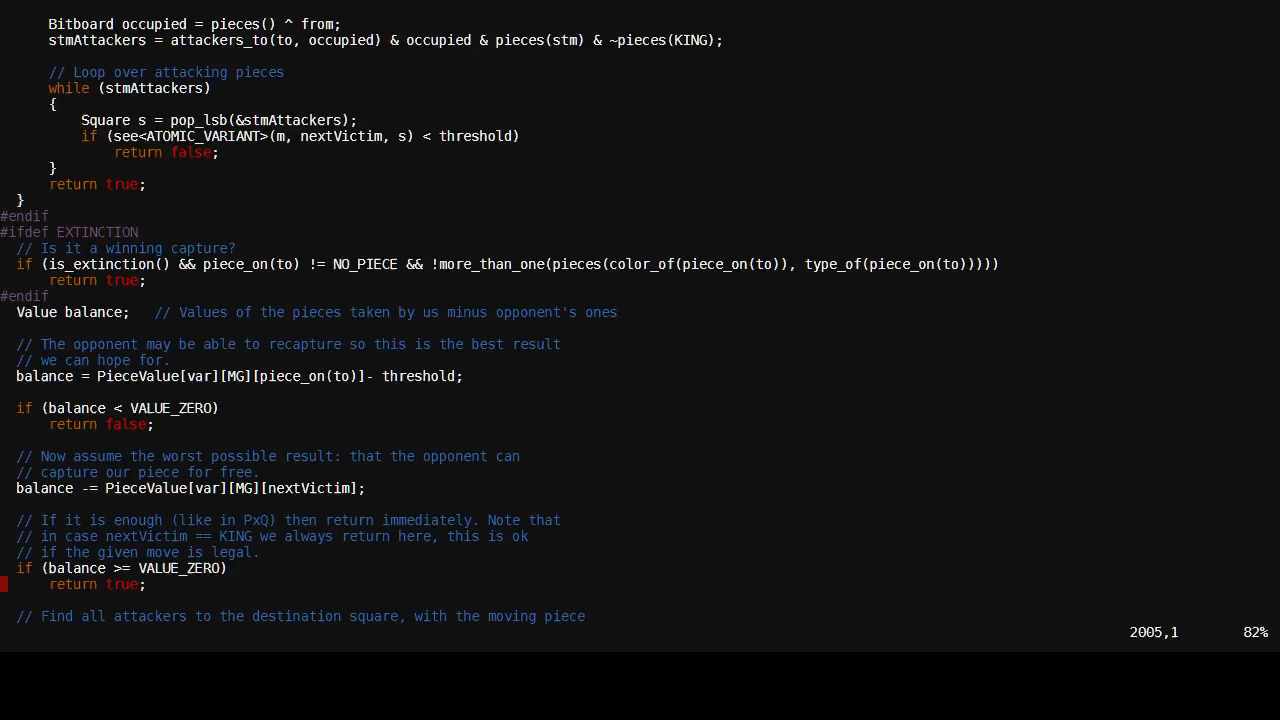 Bitboard occupied = pieces() ^ from;
stmAttackers = attackers_to(to, occupied) & occupied & pieces(stm) & ~pieces(KING);
// Loop over attacking pieces
while (stmAttackers)
{
Square s = pop_lsb(&stmAttackers);
if (see<ATOMIC_VARIANT>(m, nextVictim, s) < threshold)
return false;
}
return true;
}
#endif
#ifdef EXTINCTION
// Is it a winning capture?
if (is_extinction() && piece_on(to) != NO_PIECE && !more_than_one(pieces(color_of(piece_on(to)), type_of(piece_on(to)))))
return true;
#endif
Value balance;   // Values of the pieces taken by us minus opponent's ones
// The opponent may be able to recapture so this is the best result
// we can hope for.
balance = PieceValue[var][MG][piece_on(to)]- threshold;
if (balance < VALUE_ZERO)
return false;
// Now assume the worst possible result: that the opponent can
// capture our piece for free.
balance -= PieceValue[var][MG][nextVictim];
// If it is enough (like in PxQ) then return immediately. Note that
// in case nextVictim == KING we always return here, this is ok
// if the given move is legal.
if (balance >= VALUE_ZERO)
return true;
// Find all attackers to the destination square, with the moving piece
2005,1 82%